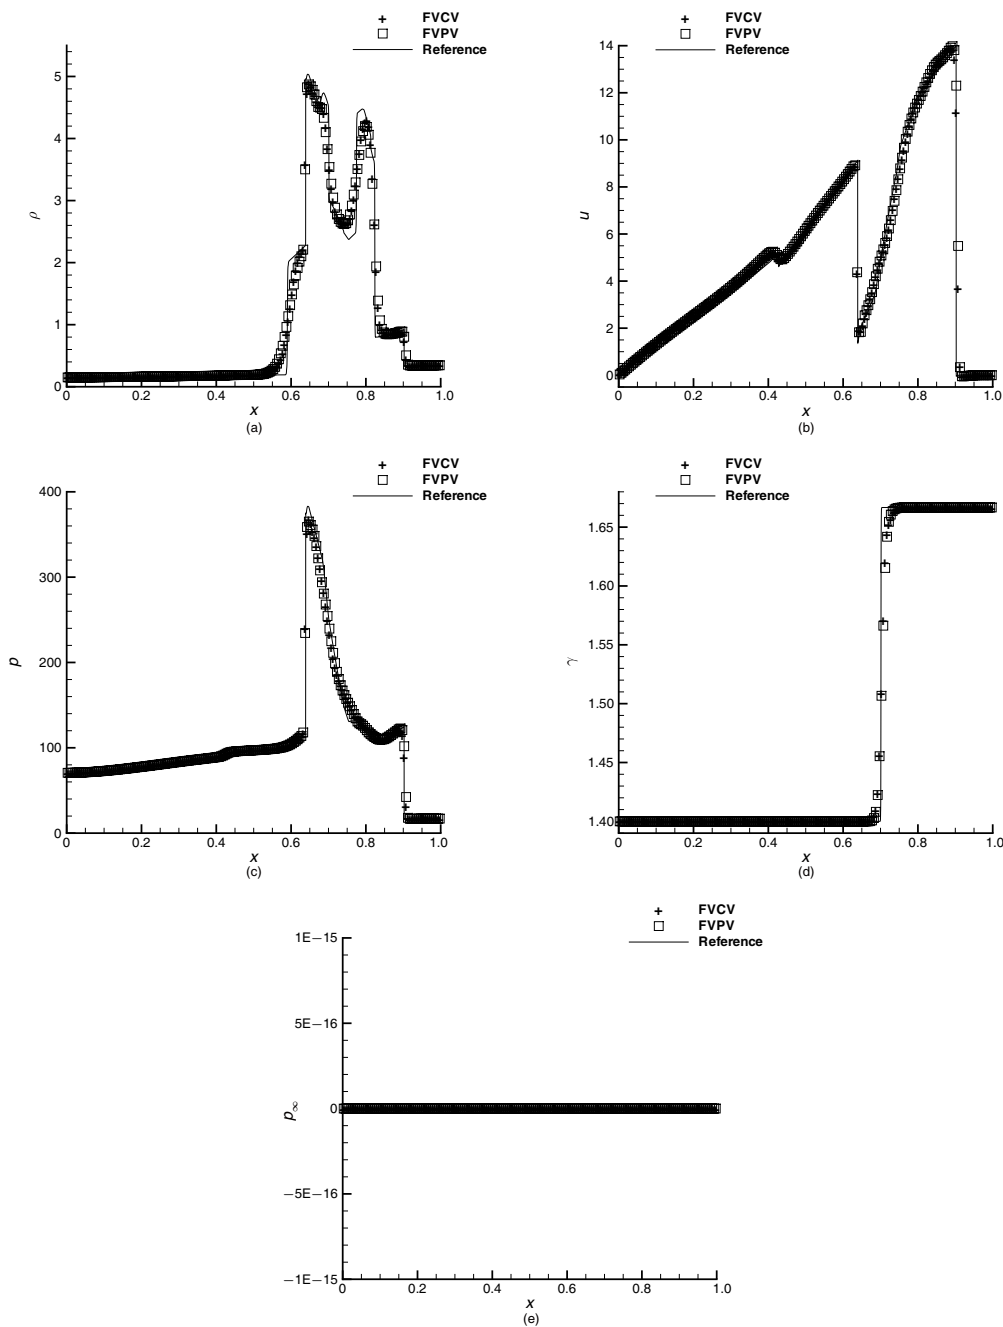 FVCV
FVPV
Reference
5
4
3
2
1
0
ρ
0 0.2 0.4 0.6 0.8 1.0
x
(a)
FVCV
FVPV
Reference
14
12
10
8
6
4
2
0
u
0 0.2 0.4 0.6 0.8 1.0
x
(b)
FVCV
FVPV
Reference
400
300
200
100
0
p
0 0.2 0.4 0.6 0.8 1.0
x
(c)
FVCV
FVPV
Reference
1.65
1.60
1.55
1.50
1.45
1.40
γ
0 0.2 0.4 0.6 0.8 1.0
x
(d)
FVCV
FVPV
Reference
1E−15
5E−16
0
−5E−16
−1E−15
p∞
0 0.2 0.4 0.6 0.8 1.0
x
(e)